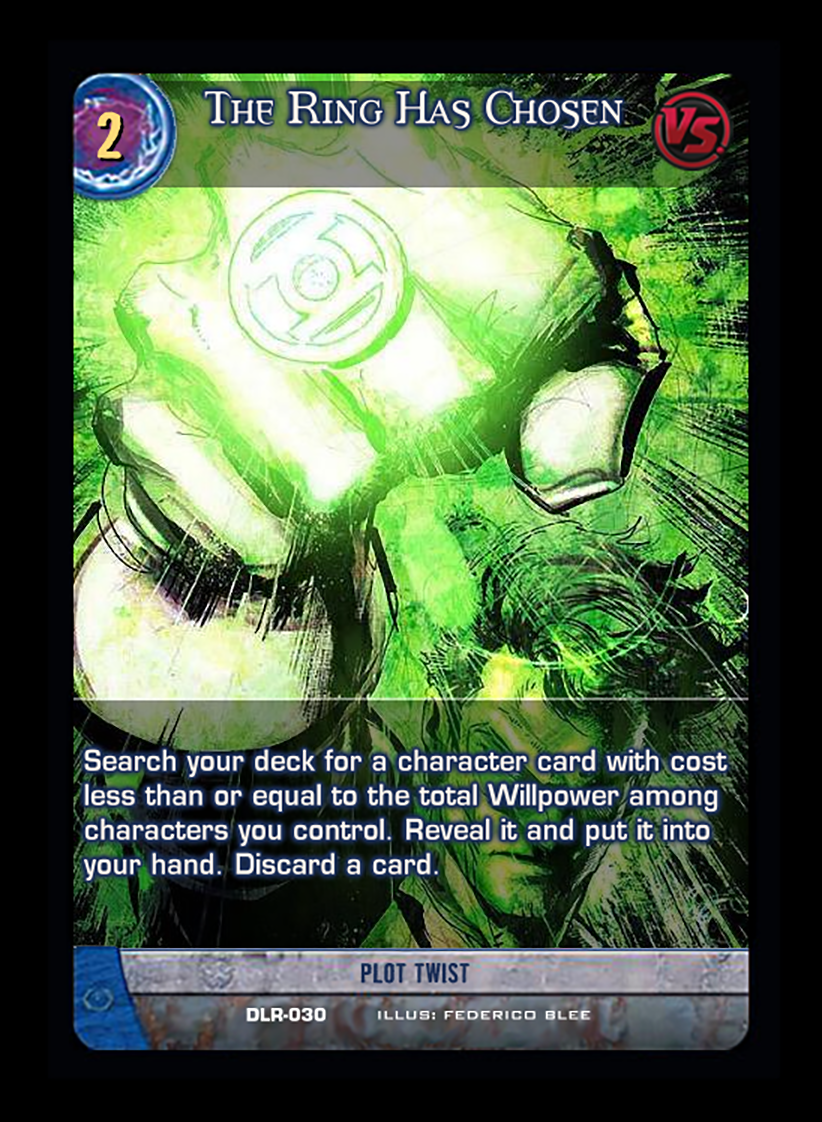 2
The Ring Has Chosen
VS.
Search your deck for a character card with cost
less than or equal to the total Willpower among
characters you control. Reveal it and put it into
your hand. Discard a card.
PLOT TWIST
DLR-030 ILLUS: FEDERICO BLEE